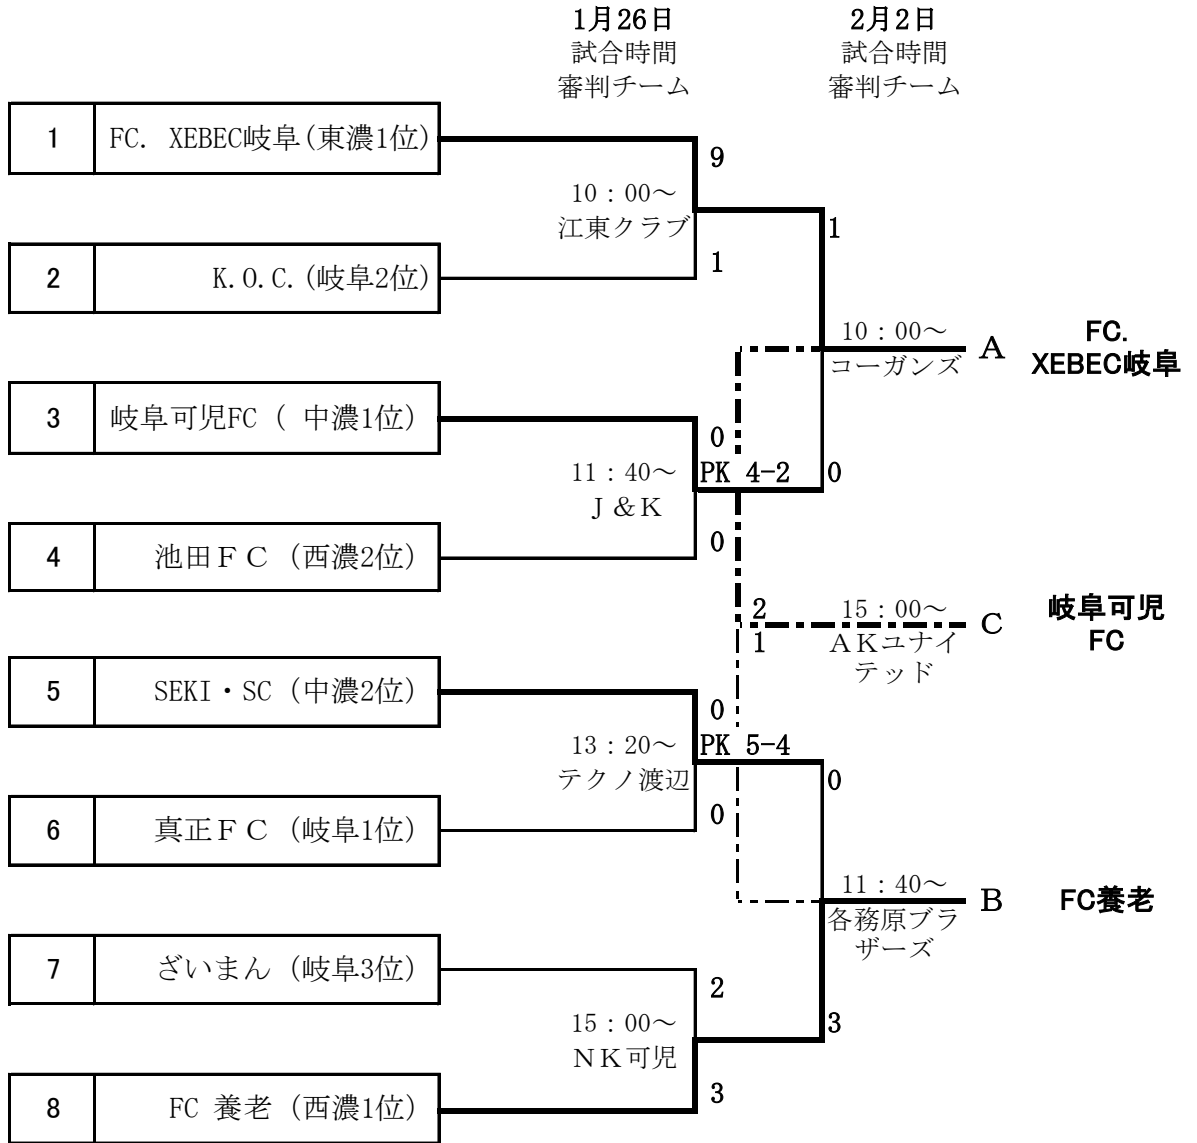 1月26日
試合時間
審判チーム
2月2日
試合時間
審判チーム
1 FC. XEBEC岐阜(東濃1位)
9
10：00～
江東クラブ
1
2 K.O.C.(岐阜2位)
1
10：00～
コーガンズ
A
FC.
XEBEC岐阜
3 岐阜可児FC ( 中濃1位)
0
11：40～
J＆K
PK 4-2
0
0
4 池田ＦＣ (西濃2位)
2
1
15：00～
ＡＫユナイ
テッド
C
岐阜可児
FC
5 SEKI・SC (中濃2位)
0
13：20～
テクノ渡辺
PK 5-4
0
0
6 真正ＦＣ (岐阜1位)
11：40～
各務原ブラ
ザーズ
B
FC養老
7 ざいまん (岐阜3位)
2
15：00～
ＮＫ可児
3
3
8 FC 養老 (西濃1位)